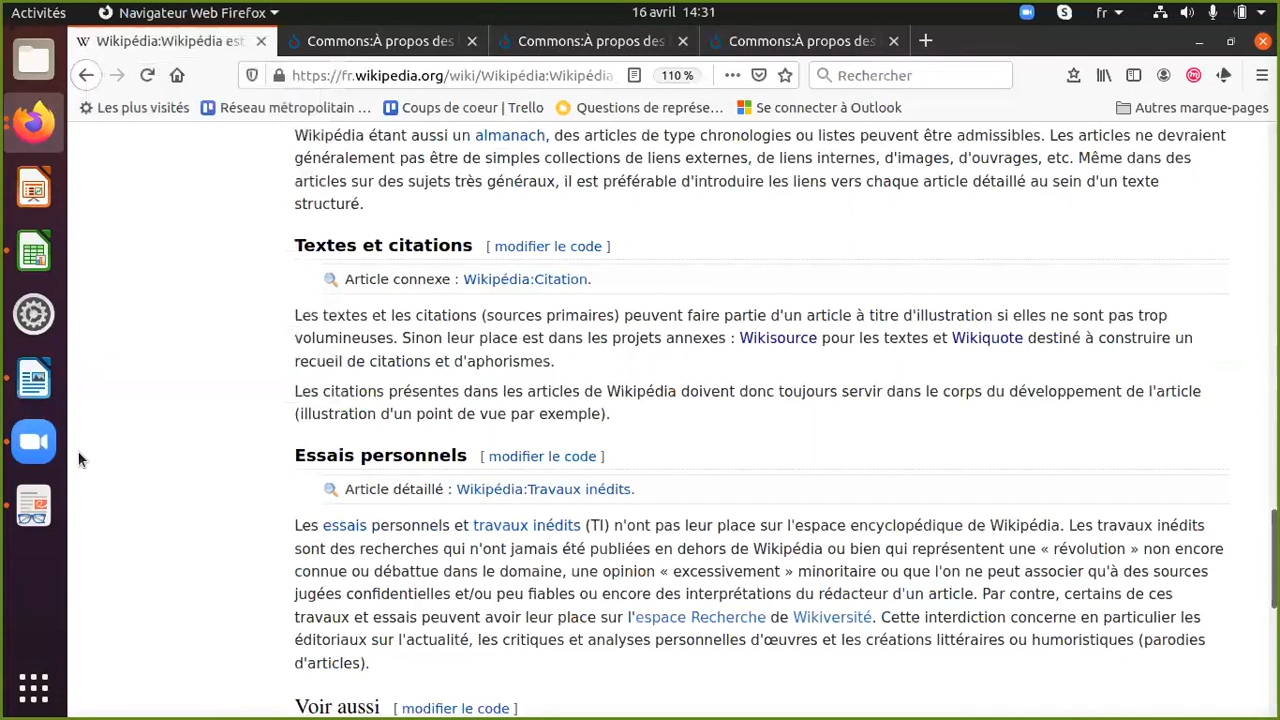 Activités
Navigateur Web Firefox
16 avril 14:31
fr
Wikipédia:Wikipédia est
Commons:À propos des
Commons:À propos des
Commons:À propos des
https://fr.wikipedia.org/wiki/Wikipédia:Wikipédia
110 %
Rechercher
Les plus visités
Réseau métropolitain ...
Coups de coeur | Trello
Questions de représe...
Se connecter à Outlook
Autres marque-pages
Wikipédia étant aussi un almanach, des articles de type chronologies ou listes peuvent être admissibles. Les articles ne devraient
généralement pas être de simples collections de liens externes, de liens internes, d'images, d'ouvrages, etc. Même dans des
articles sur des sujets très généraux, il est préférable d'introduire les liens vers chaque article détaillé au sein d'un texte
structuré.
Textes et citations [ modifier le code ]
Article connexe : Wikipédia:Citation.
Les textes et les citations (sources primaires) peuvent faire partie d'un article à titre d'illustration si elles ne sont pas trop
volumineuses. Sinon leur place est dans les projets annexes : Wikisource pour les textes et Wikiquote destiné à construire un
recueil de citations et d'aphorismes.
Les citations présentes dans les articles de Wikipédia doivent donc toujours servir dans le corps du développement de l'article
(illustration d'un point de vue par exemple).
Essais personnels [ modifier le code ]
Article détaillé : Wikipédia:Travaux inédits.
Les essais personnels et travaux inédits (TI) n'ont pas leur place sur l'espace encyclopédique de Wikipédia. Les travaux inédits
sont des recherches qui n'ont jamais été publiées en dehors de Wikipédia ou bien qui représentent une « révolution » non encore
connue ou débattue dans le domaine, une opinion « excessivement » minoritaire ou que l'on ne peut associer qu'à des sources
jugées confidentielles et/ou peu fiables ou encore des interprétations du rédacteur d'un article. Par contre, certains de ces
travaux et essais peuvent avoir leur place sur l'espace Recherche de Wikiversité. Cette interdiction concerne en particulier les
éditoriaux sur l'actualité, les critiques et analyses personnelles d'œuvres et les créations littéraires ou humoristiques (parodies
d'articles).
Voir aussi [ modifier le code ]